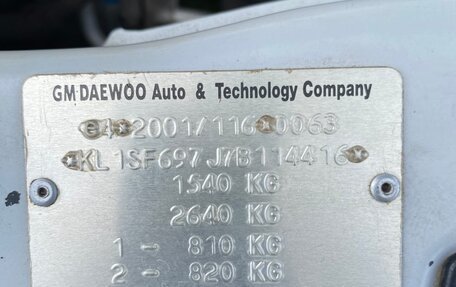 GM DAEWOO Auto & Technology Company
e4*2001/116*0063
*KL1SF697J7B114416*
1540 KG
2640 KG
1 - 810 KG
2 - 820 KG